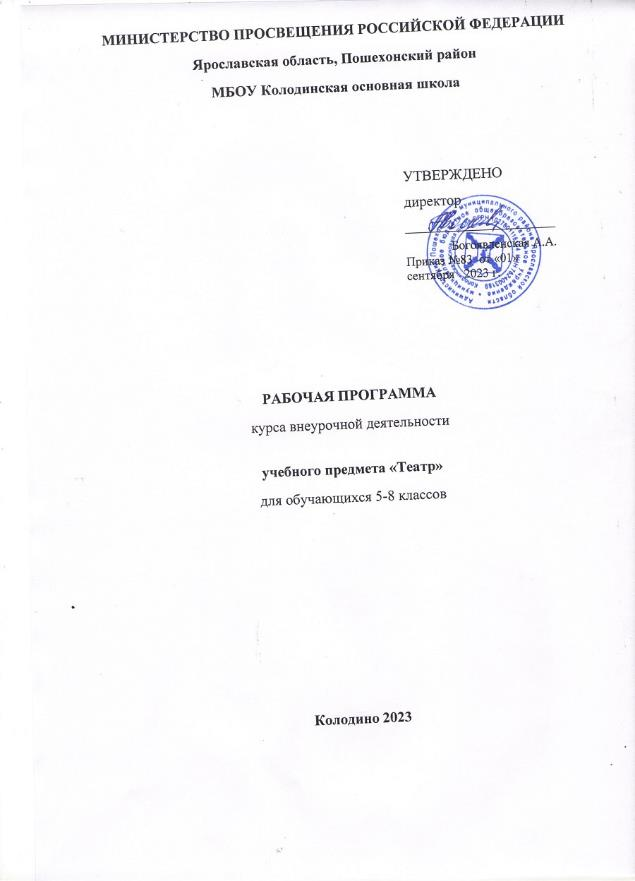 МИНИСТЕРСТВО ПРОСВЕЩЕНИЯ РОССИЙСКОЙ ФЕДЕРАЦИИ
Ярославская область, Пошехонский район
МБОУ Колодинская основная школа
УТВЕРЖДЕНО
директор
Богоявленская А.А.
Приказ №83 от «01»
сентября 2023 г.
РАБОЧАЯ ПРОГРАММА
курса внеурочной деятельности
учебного предмета «Театр»
для обучающихся 5-8 классов
Колодино 2023